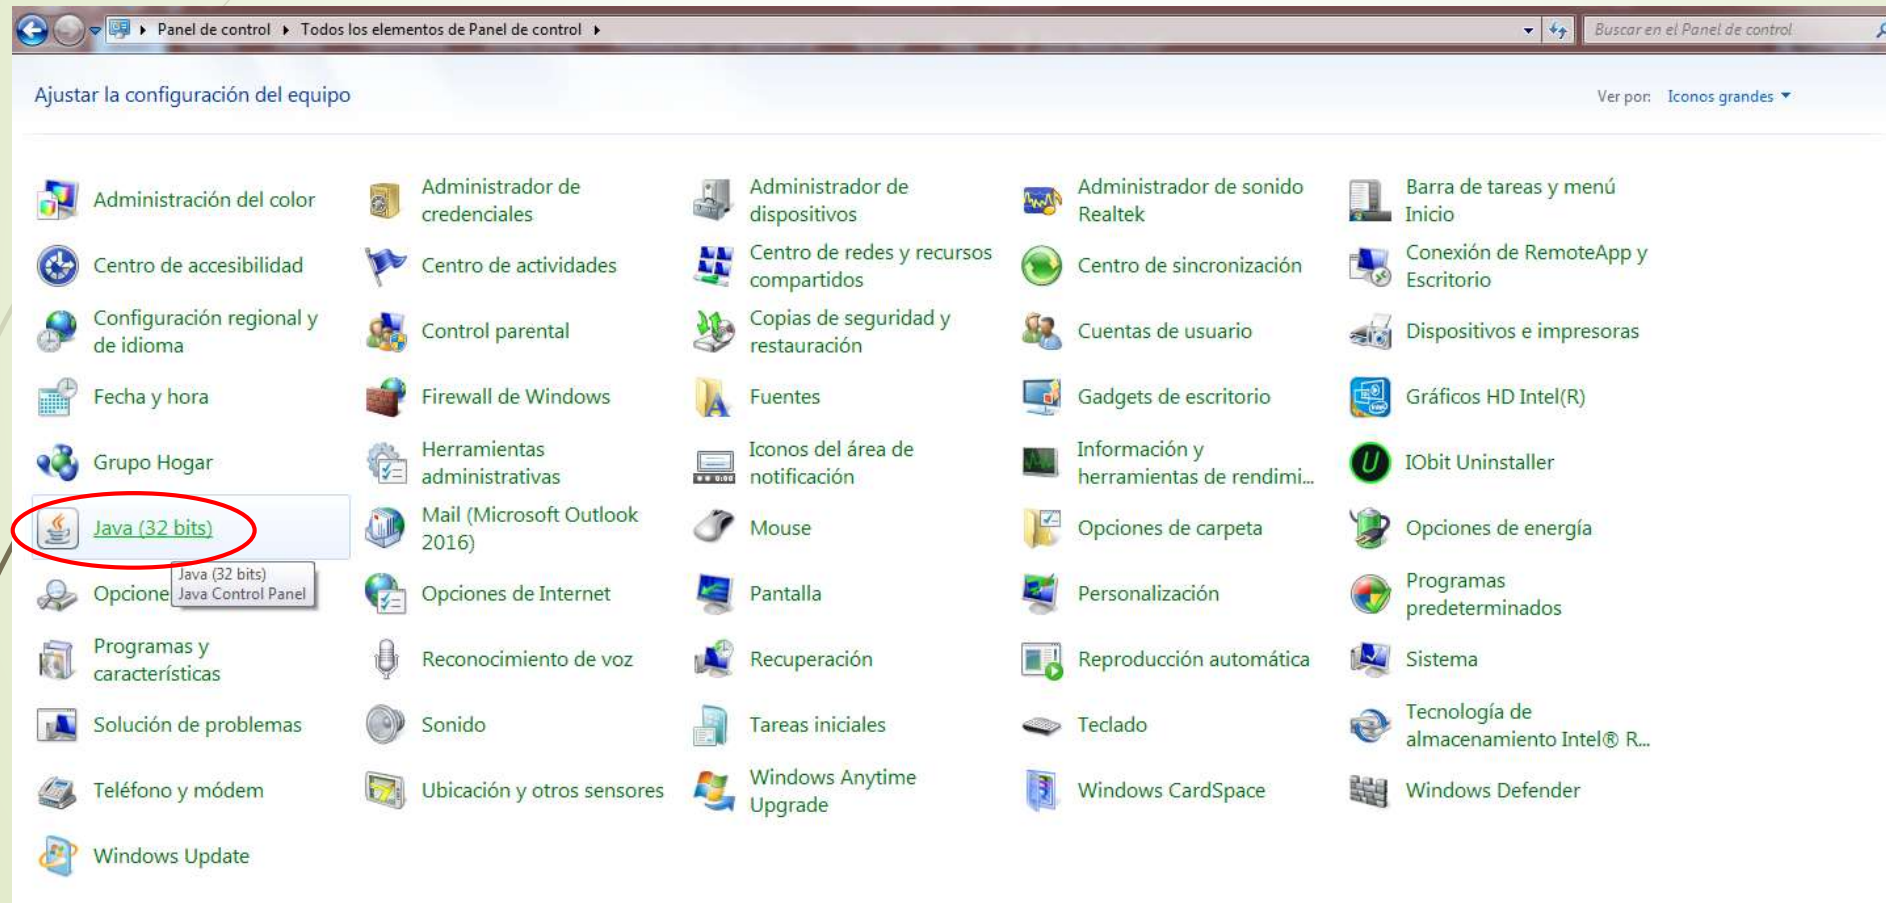 Panel de control Todos los elementos de Panel de control
Buscar en el Panel de control
Ajustar la configuración del equipo
Ver por: Iconos grandes
Administración del color
Administrador de
credenciales
Administrador de
dispositivos
Administrador de sonido
Realtek
Barra de tareas y menú
Inicio
Centro de accesibilidad
Centro de actividades
Centro de redes y recursos
compartidos
Centro de sincronización
Conexión de RemoteApp y
Escritorio
Configuración regional y
de idioma
Control parental
Copias de seguridad y
restauración
Cuentas de usuario
Dispositivos e impresoras
Fecha y hora
Firewall de Windows
Fuentes
Gadgets de escritorio
Gráficos HD Intel(R)
Grupo Hogar
Herramientas
administrativas
Iconos del área de
notificación
Información y
herramientas de rendimi...
IObit Uninstaller
Java (32 bits)
Mail (Microsoft Outlook
2016)
Mouse
Opciones de carpeta
Opciones de energía
Java (32 bits)
Java Control Panel
Opcione
Opciones de Internet
Pantalla
Personalización
Programas
predeterminados
Programas y
características
Reconocimiento de voz
Recuperación
Reproducción automática
Sistema
Solución de problemas
Sonido
Tareas iniciales
Teclado
Tecnología de
almacenamiento Intel® R...
Teléfono y módem
Ubicación y otros sensores
Windows Anytime
Upgrade
Windows CardSpace
Windows Defender
Windows Update